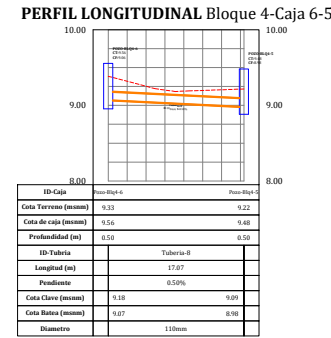 PERFIL LONGITUDINAL Bloque 4-Caja 6-5
10.00 10.00
9.00 9.00
8.00 8.00
ID-Caja Pozo-Blq4-6 Pozo-Blq4-5
Cota Terreno (msnm) 9.33 9.22
Cota de caja (msnm) 9.56 9.48
Profundidad (m) 0.50 0.50
ID-Tubria Tuberia-8
Longitud (m) 17.07
Pendiente 0.50%
Cota Clave (msnm) 9.18 9.09
Cota Batea (msnm) 9.07 8.98
Diametro 110mm